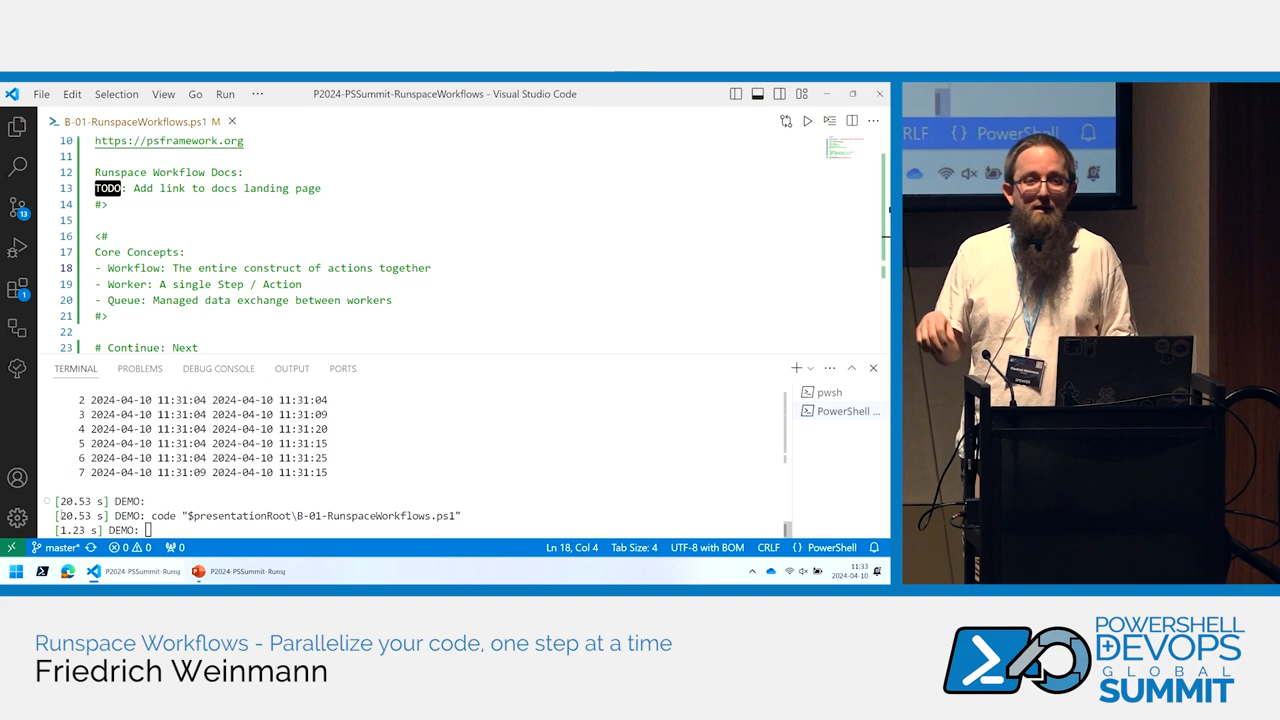 File Edit Selection View Go Run ··· P2024-PSSummit-RunspaceWorkflows - Visual Studio Code
B-01-RunspaceWorkflows.ps1 M
10 https://psframework.org
11
12 Runspace Workflow Docs:
13 TODO: Add link to docs landing page
14 #>
15
16 <#
17 Core Concepts:
18 - Workflow: The entire construct of actions together
19 - Worker: A single Step / Action
20 - Queue: Managed data exchange between workers
21 #>
22
23 # Continue: Next
13
1
TERMINAL PROBLEMS DEBUG CONSOLE OUTPUT PORTS
pwsh
PowerShell ...
2 2024-04-10 11:31:04 2024-04-10 11:31:04
3 2024-04-10 11:31:04 2024-04-10 11:31:09
4 2024-04-10 11:31:04 2024-04-10 11:31:20
5 2024-04-10 11:31:04 2024-04-10 11:31:15
6 2024-04-10 11:31:04 2024-04-10 11:31:25
7 2024-04-10 11:31:09 2024-04-10 11:31:15
[20.53 s] DEMO:
[20.53 s] DEMO: code "$presentationRoot\B-01-RunspaceWorkflows.ps1"
[1.23 s] DEMO:
master* 0 0 0 Ln 18, Col 4 Tab Size: 4 UTF-8 with BOM CRLF {} PowerShell
P2024-PSSummit-Runsp P2024-PSSummit-Runsp 11:33
2024-04-10
RLF {} PowerShell
Friedrich Weinmann
SPEAKER
Runspace Workflows - Parallelize your code, one step at a time
Friedrich Weinmann
POWERSHELL
DEVOPS
GLOBAL
SUMMIT